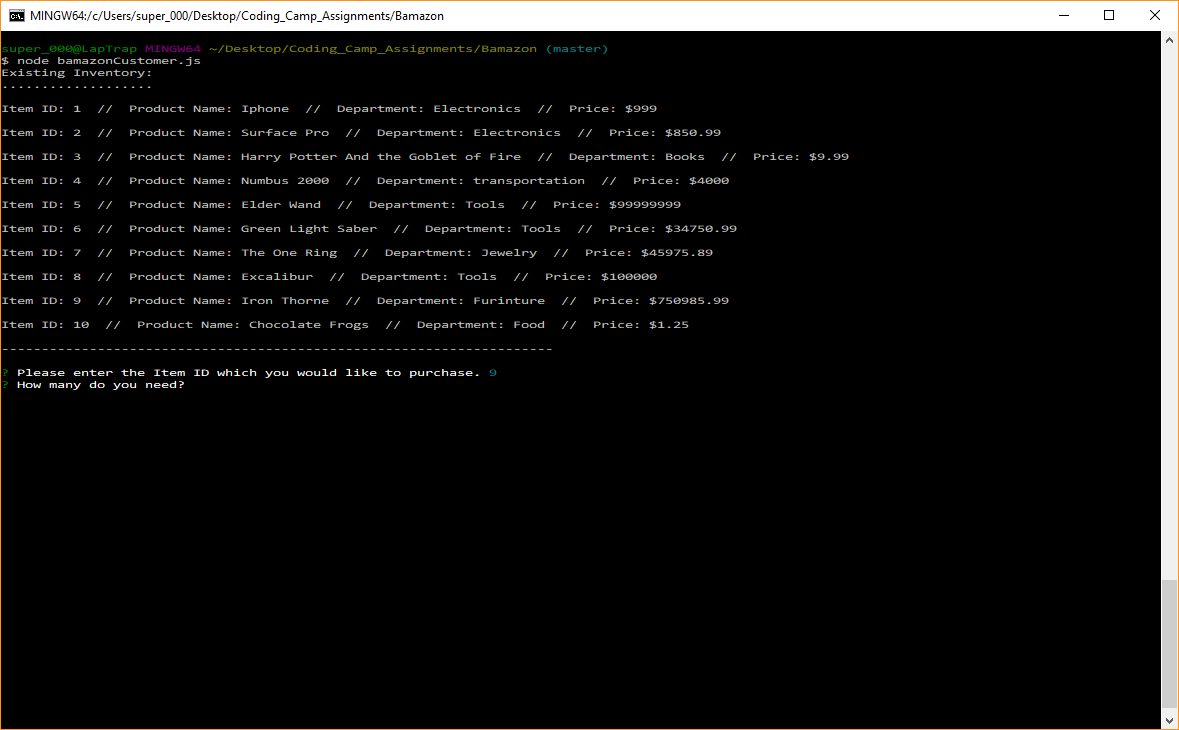 MINGW64:/c/Users/super_000/Desktop/Coding_Camp_Assignments/Bamazon
super_000@LapTrap MINGW64 ~/Desktop/Coding_Camp_Assignments/Bamazon (master)
$ node bamazonCustomer.js
Existing Inventory:
...................
Item ID: 1  //  Product Name: Iphone  //  Department: Electronics  //  Price: $999
Item ID: 2  //  Product Name: Surface Pro  //  Department: Electronics  //  Price: $850.99
Item ID: 3  //  Product Name: Harry Potter And the Goblet of Fire  //  Department: Books  //  Price: $9.99
Item ID: 4  //  Product Name: Numbus 2000  //  Department: transportation  //  Price: $4000
Item ID: 5  //  Product Name: Elder Wand  //  Department: Tools  //  Price: $99999999
Item ID: 6  //  Product Name: Green Light Saber  //  Department: Tools  //  Price: $34750.99
Item ID: 7  //  Product Name: The One Ring  //  Department: Jewelry  //  Price: $45975.89
Item ID: 8  //  Product Name: Excalibur  //  Department: Tools  //  Price: $100000
Item ID: 9  //  Product Name: Iron Thorne  //  Department: Furinture  //  Price: $750985.99
Item ID: 10  //  Product Name: Chocolate Frogs  //  Department: Food  //  Price: $1.25
---------------------------------------------------------------------
? Please enter the Item ID which you would like to purchase. 9
? How many do you need?